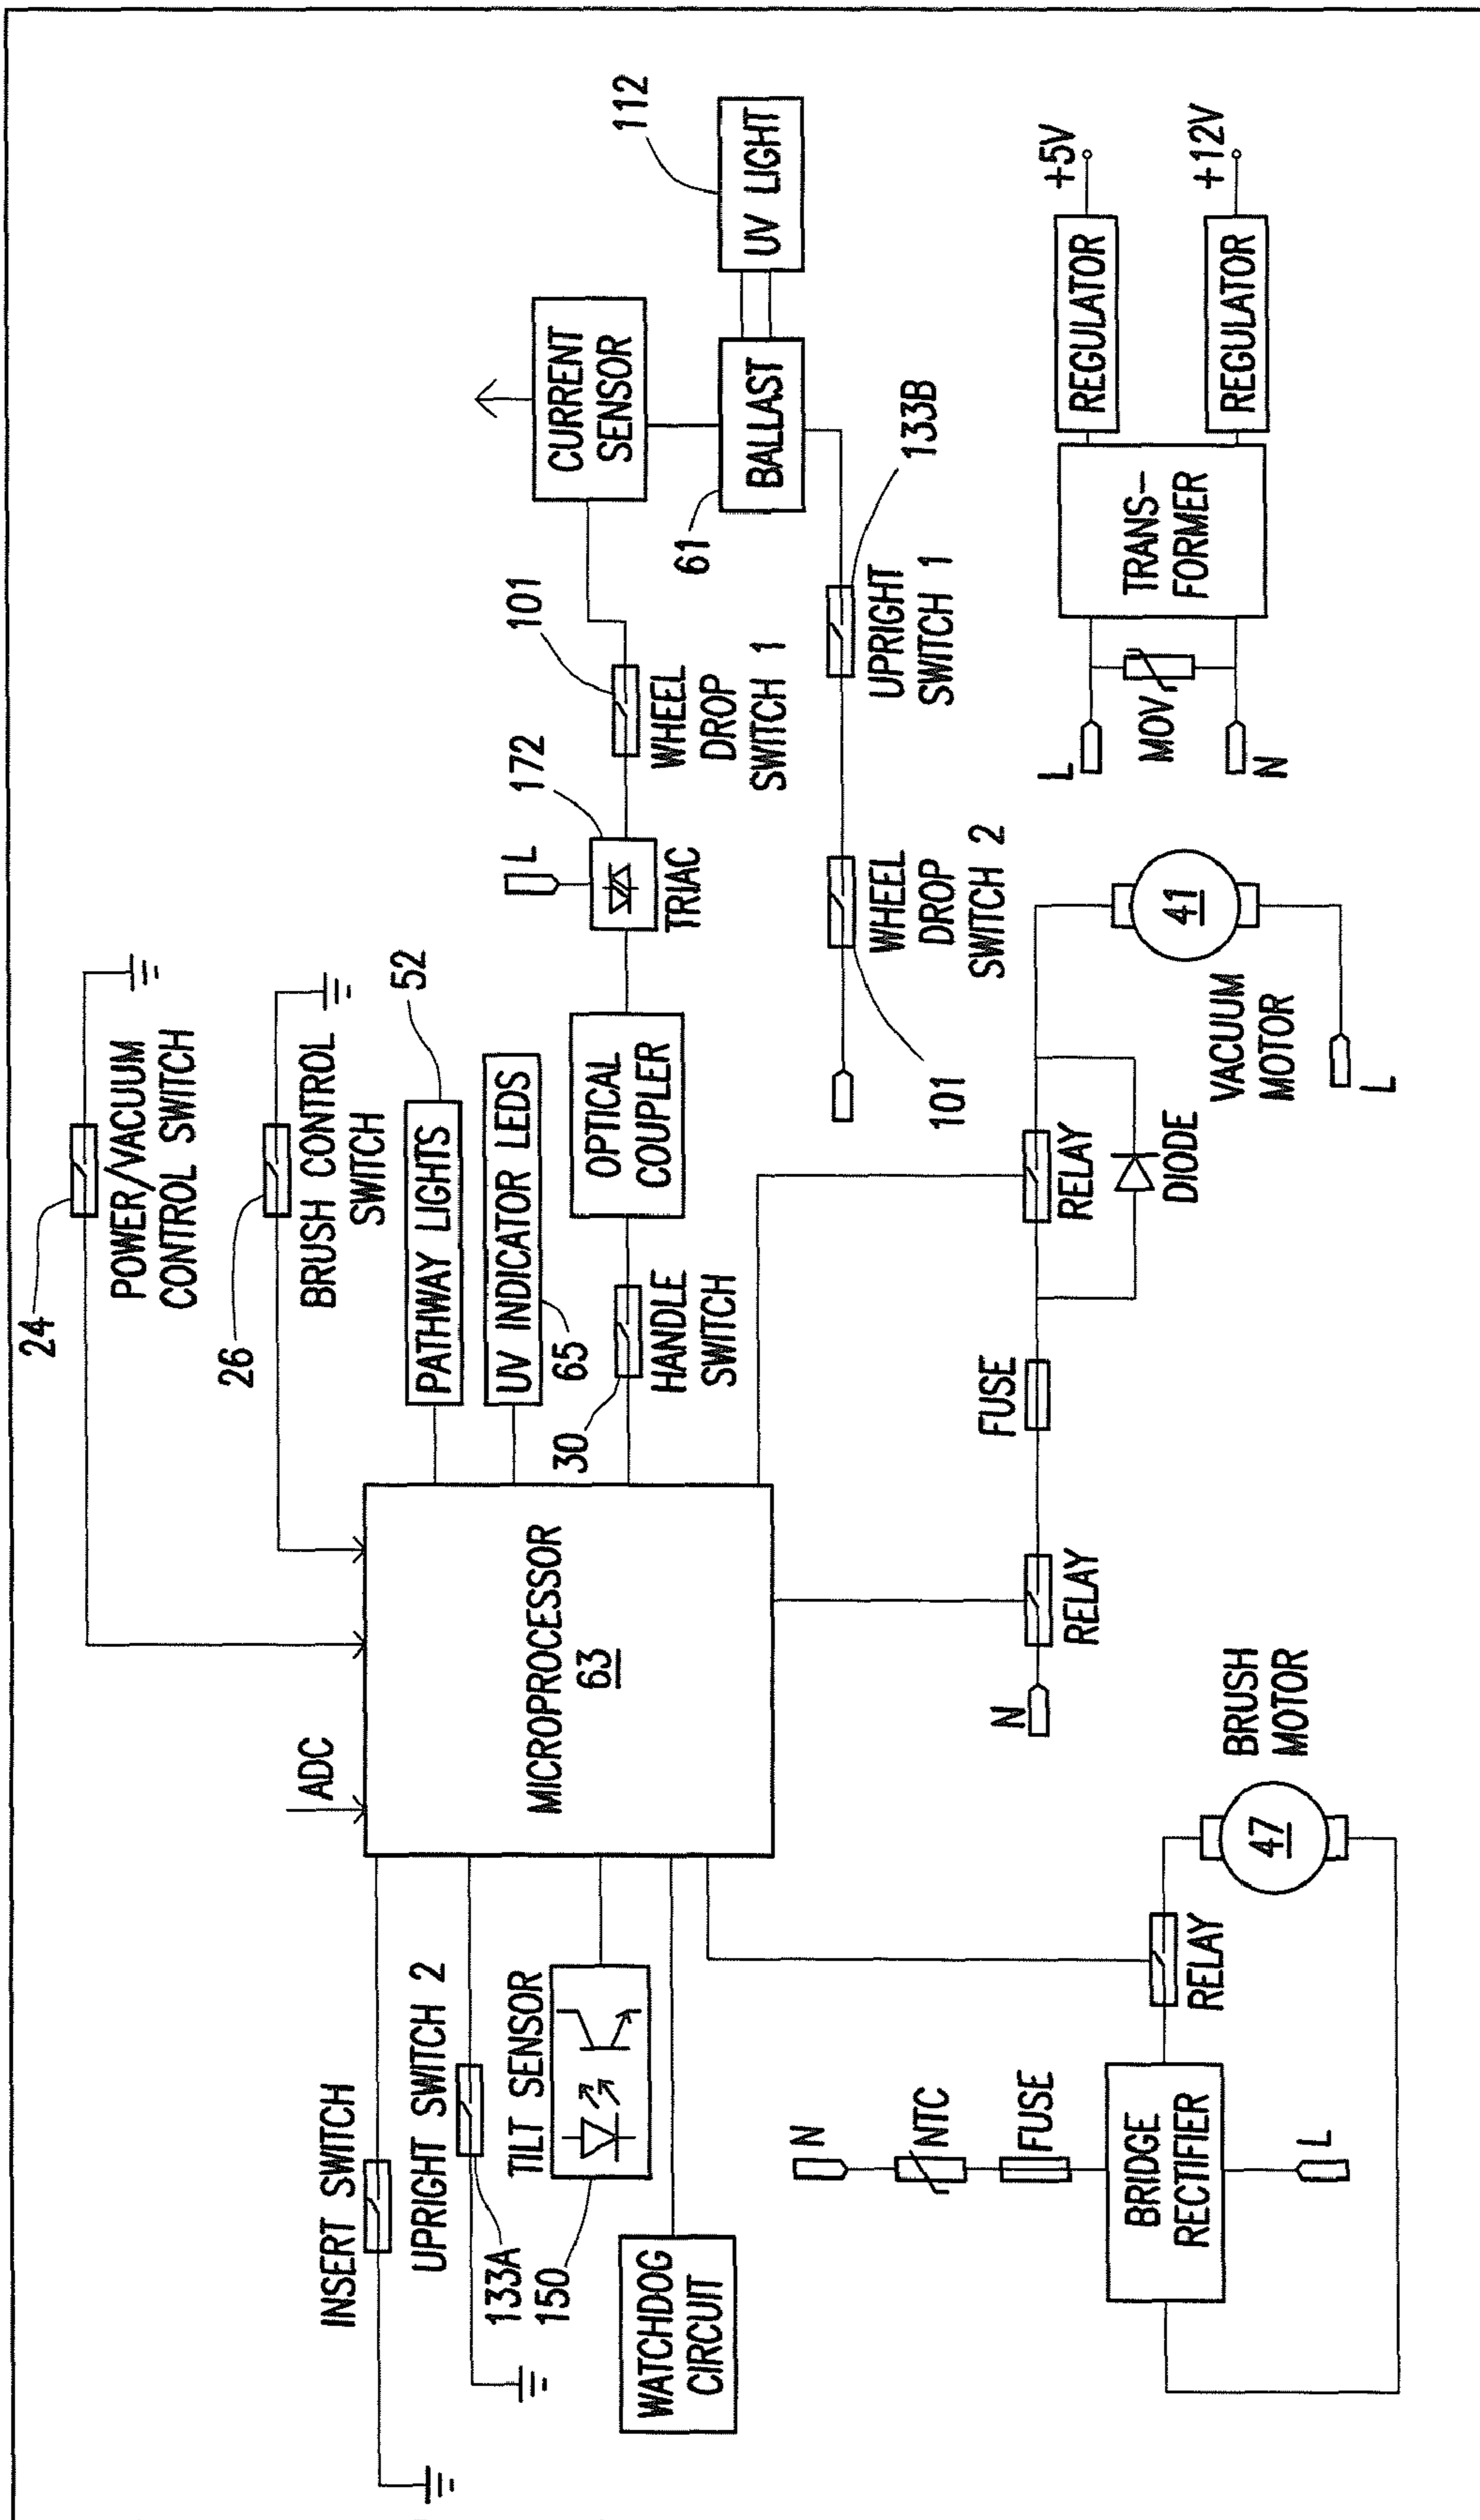 24
POWER/VACUUM
CONTROL SWITCH
26
BRUSH CONTROL
SWITCH
ADC
INSERT SWITCH
UPRIGHT SWITCH 2
133A
TILT SENSOR
150
WATCHDOG
CIRCUIT
MICROPROCESSOR
63
PATHWAY LIGHTS
52
UV INDICATOR LEDS
65
30
HANDLE
SWITCH
OPTICAL
COUPLER
L
172
TRIAC
101
WHEEL
DROP
SWITCH 1
CURRENT
SENSOR
112
UV LIGHT
61
BALLAST
101
WHEEL
DROP
SWITCH 2
133B
UPRIGHT
SWITCH 1
N
NTC
FUSE
BRIDGE
RECTIFIER
L
RELAY
47
BRUSH
MOTOR
N
RELAY
FUSE
RELAY
DIODE
41
VACUUM
MOTOR
L
L
MOV
N
TRANS-
FORMER
REGULATOR
+5V
REGULATOR
+12V